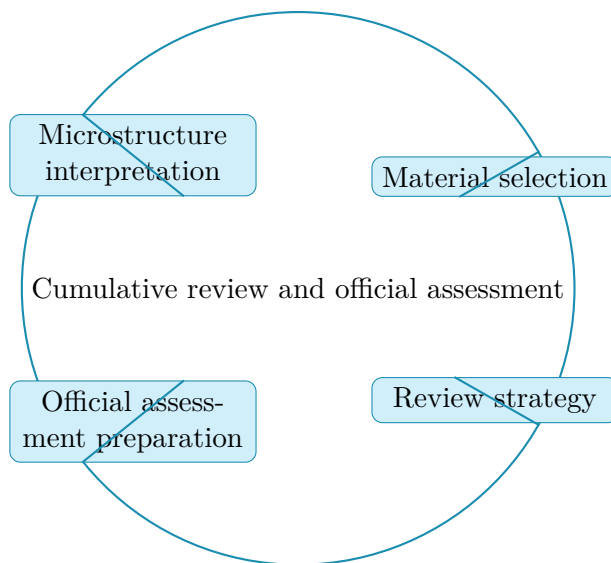 Microstructure
interpretation
Material selection
Cumulative review and official assessment
Official assess-
ment preparation
Review strategy